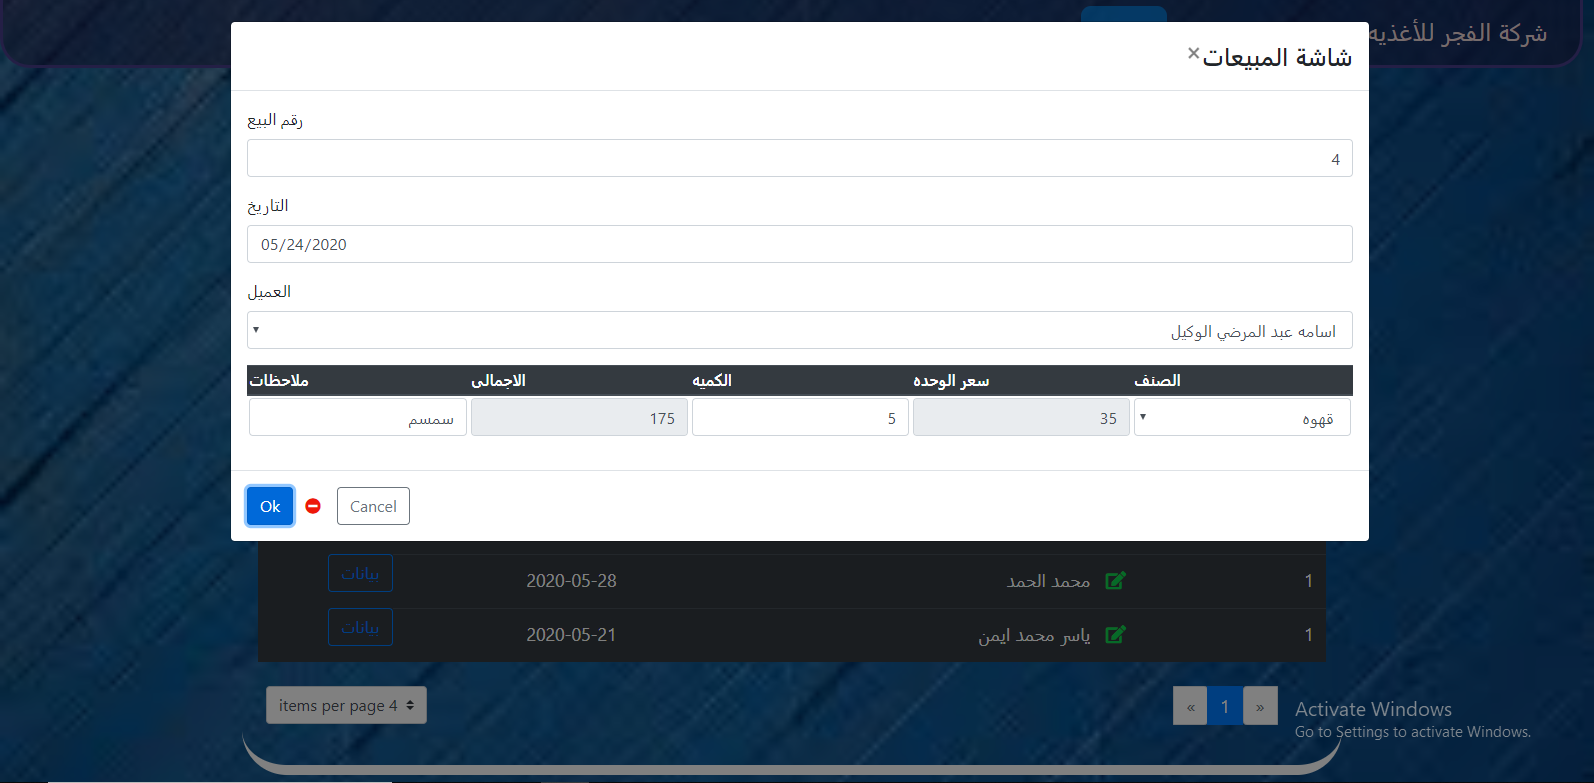 شركة الفجر للأغذيه
شاشة المبيعات ×
رقم البيع
4
التاريخ
05/24/2020
العميل
اسامه عبد المرضي الوكيل
الصنف سعر الوحده الكميه الاجمالى ملاحظات
قهوه 35 5 175 سمسم
Ok Cancel
1 محمد الحمد 2020-05-28 بيانات
1 ياسر محمد ايمن 2020-05-21 بيانات
items per page 4 « 1 »
Activate Windows
Go to Settings to activate Windows.